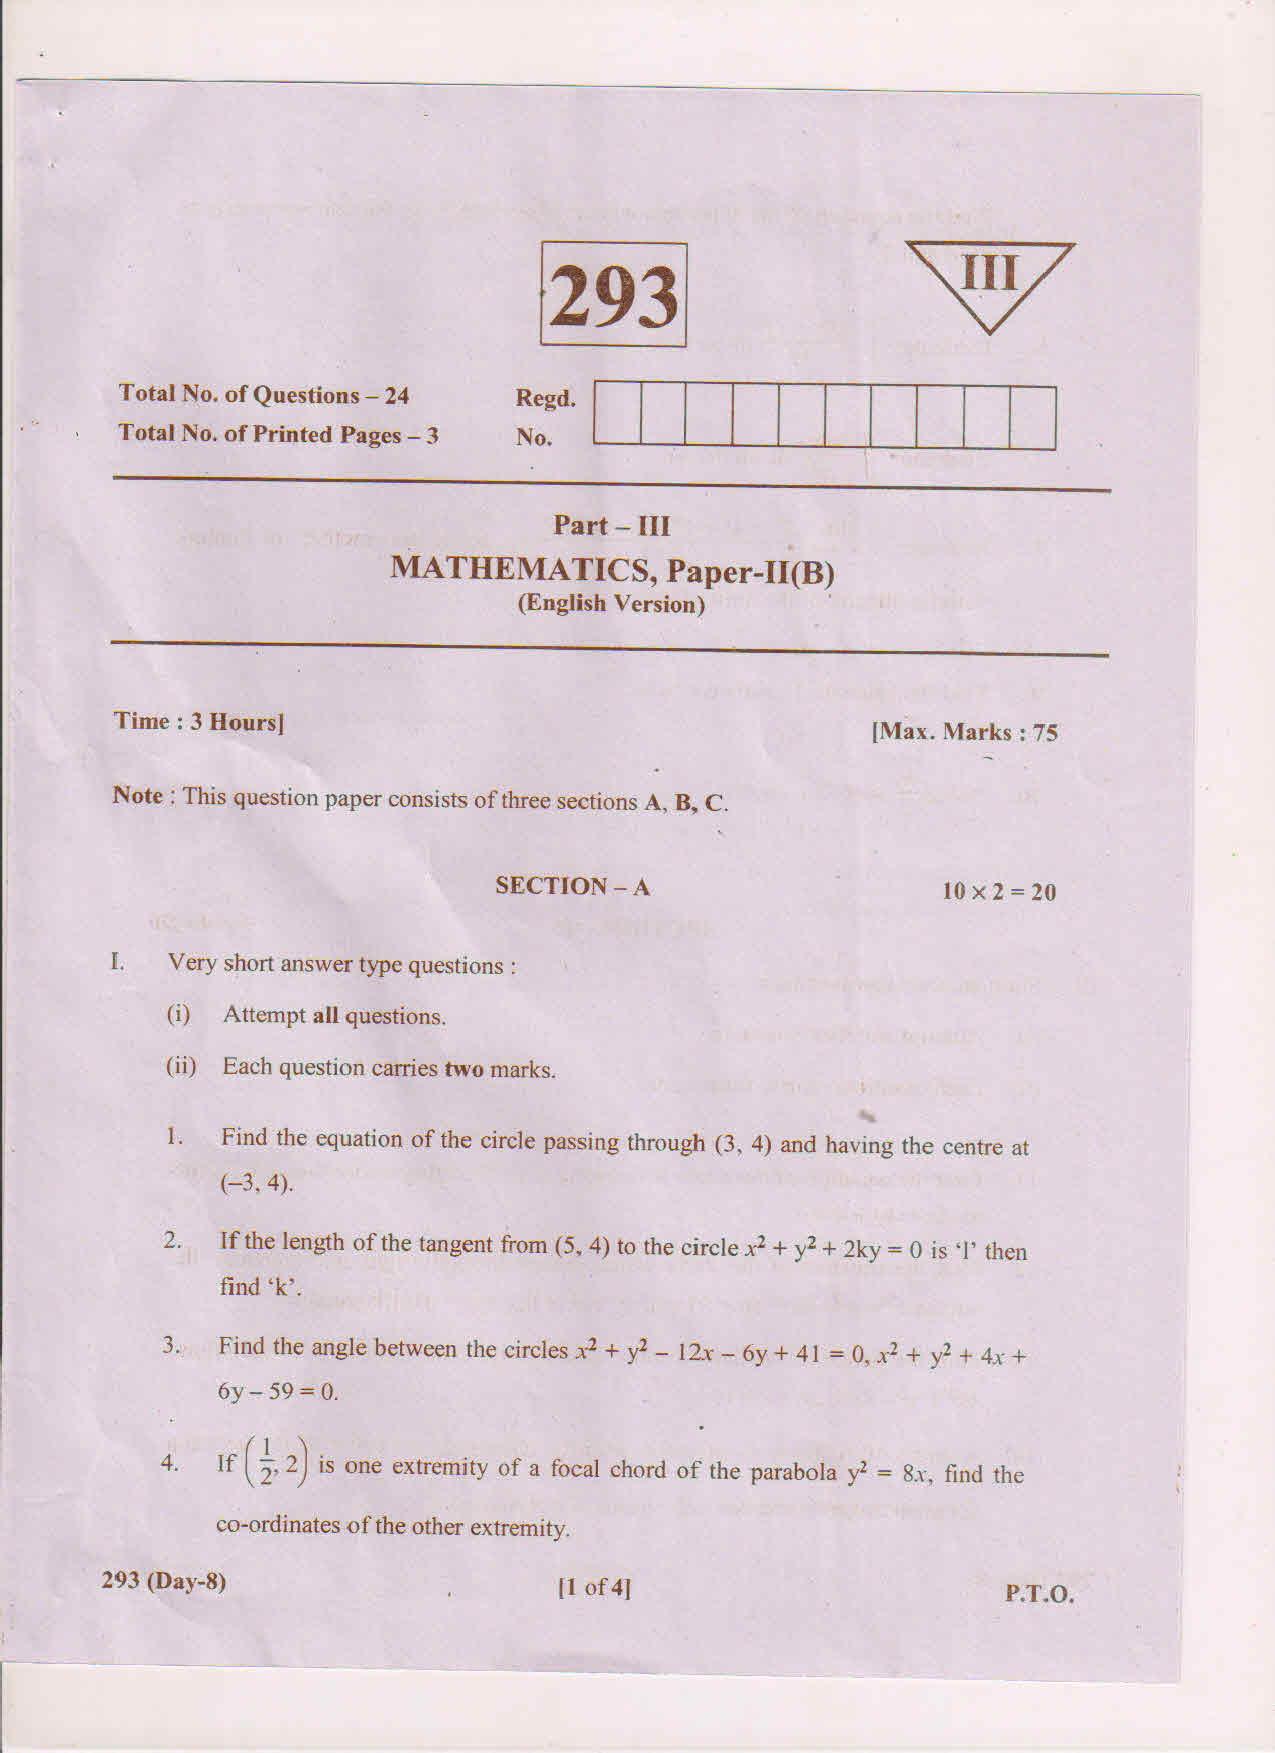 293
III
Total No. of Questions – 24
Regd.
Total No. of Printed Pages – 3
No.
Part – III
MATHEMATICS, Paper-II(B)
(English Version)
Time : 3 Hours]
[Max. Marks : 75
Note : This question paper consists of three sections A, B, C.
SECTION – A
10 × 2 = 20
I. Very short answer type questions :
(i) Attempt all questions.
(ii) Each question carries two marks.
1. Find the equation of the circle passing through (3, 4) and having the centre at
(–3, 4).
2. If the length of the tangent from (5, 4) to the circle x² + y² + 2ky = 0 is ‘l’ then
find ‘k’.
3. Find the angle between the circles x² + y² – 12x – 6y + 41 = 0, x² + y² + 4x +
6y – 59 = 0.
4. If (1/2, 2) is one extremity of a focal chord of the parabola y² = 8x, find the
co-ordinates of the other extremity.
293 (Day-8)
[1 of 4]
P.T.O.